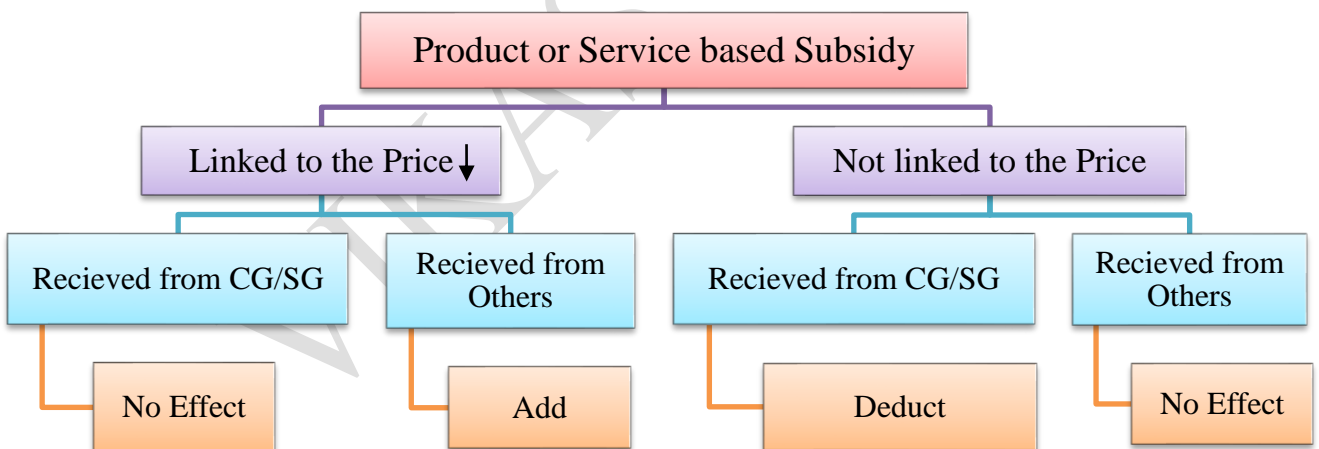 Product or Service based Subsidy
Linked to the Price↓
Not linked to the Price
Recieved from CG/SG
Recieved from
Others
Recieved from CG/SG
Recieved from
Others
No Effect
Add
Deduct
No Effect